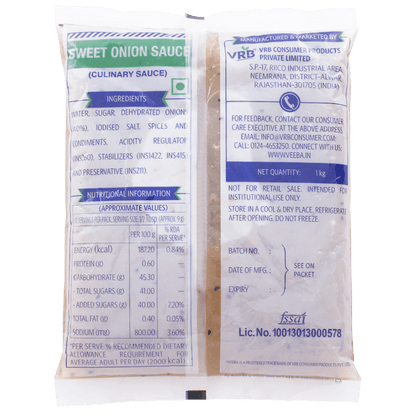 SWEET ONION SAUCE
(CULINARY SAUCE)
INGREDIENTS
WATER, SUGAR, DEHYDRATED ONION
IODISED SALT, SPICES AND
CONDIMENTS, ACIDITY REGULATOR
STABILIZERS (INS1422, INS415)
AND PRESERVATIVE (INS211).
NUTRITIONAL INFORMATION
(APPROXIMATE VALUES)
PER 100 g
% RDA
PER SERVE*
ENERGY (kcal) 187.20 0.84%
PROTEIN (g) 0.60 -
CARBOHYDRATE (g) 45.30
- TOTAL SUGARS (g) 41.00 -
- ADDED SUGARS (g) 40.00 7.20%
TOTAL FAT (g) 0.40 0.05%
SODIUM (mg) 800.00 3.60%
*PER SERVE % RECOMMENDED DIETARY
ALLOWANCE REQUIREMENT FOR
AVERAGE ADULT PER DAY (2000 kcal)
MANUFACTURED & MARKETED BY
VRB VRB CONSUMER PRODUCTS
PRIVATE LIMITED
SP-17, RIICO INDUSTRIAL AREA,
NEEMRANA, DISTRICT-ALWAR,
RAJASTHAN-301705 (INDIA)
FOR FEEDBACK, CONTACT OUR CONSUMER
CARE EXECUTIVE AT THE ABOVE ADDRESS
EMAIL: INFO@VRBCONSUMER.COM
CALL: 0124-4653250. CONNECT WITH US
WWW.VEEBA.IN
NET QUANTITY: 1 kg
NOT FOR RETAIL SALE. INTENDED FOR
INSTITUTIONAL USE ONLY.
STORE IN A COOL & DRY PLACE, REFRIGERATE
AFTER OPENING. DO NOT FREEZE.
BATCH NO. :
DATE OF MFG. : SEE ON
PACKET
EXPIRY :
fssai
Lic. No. 10013013000578